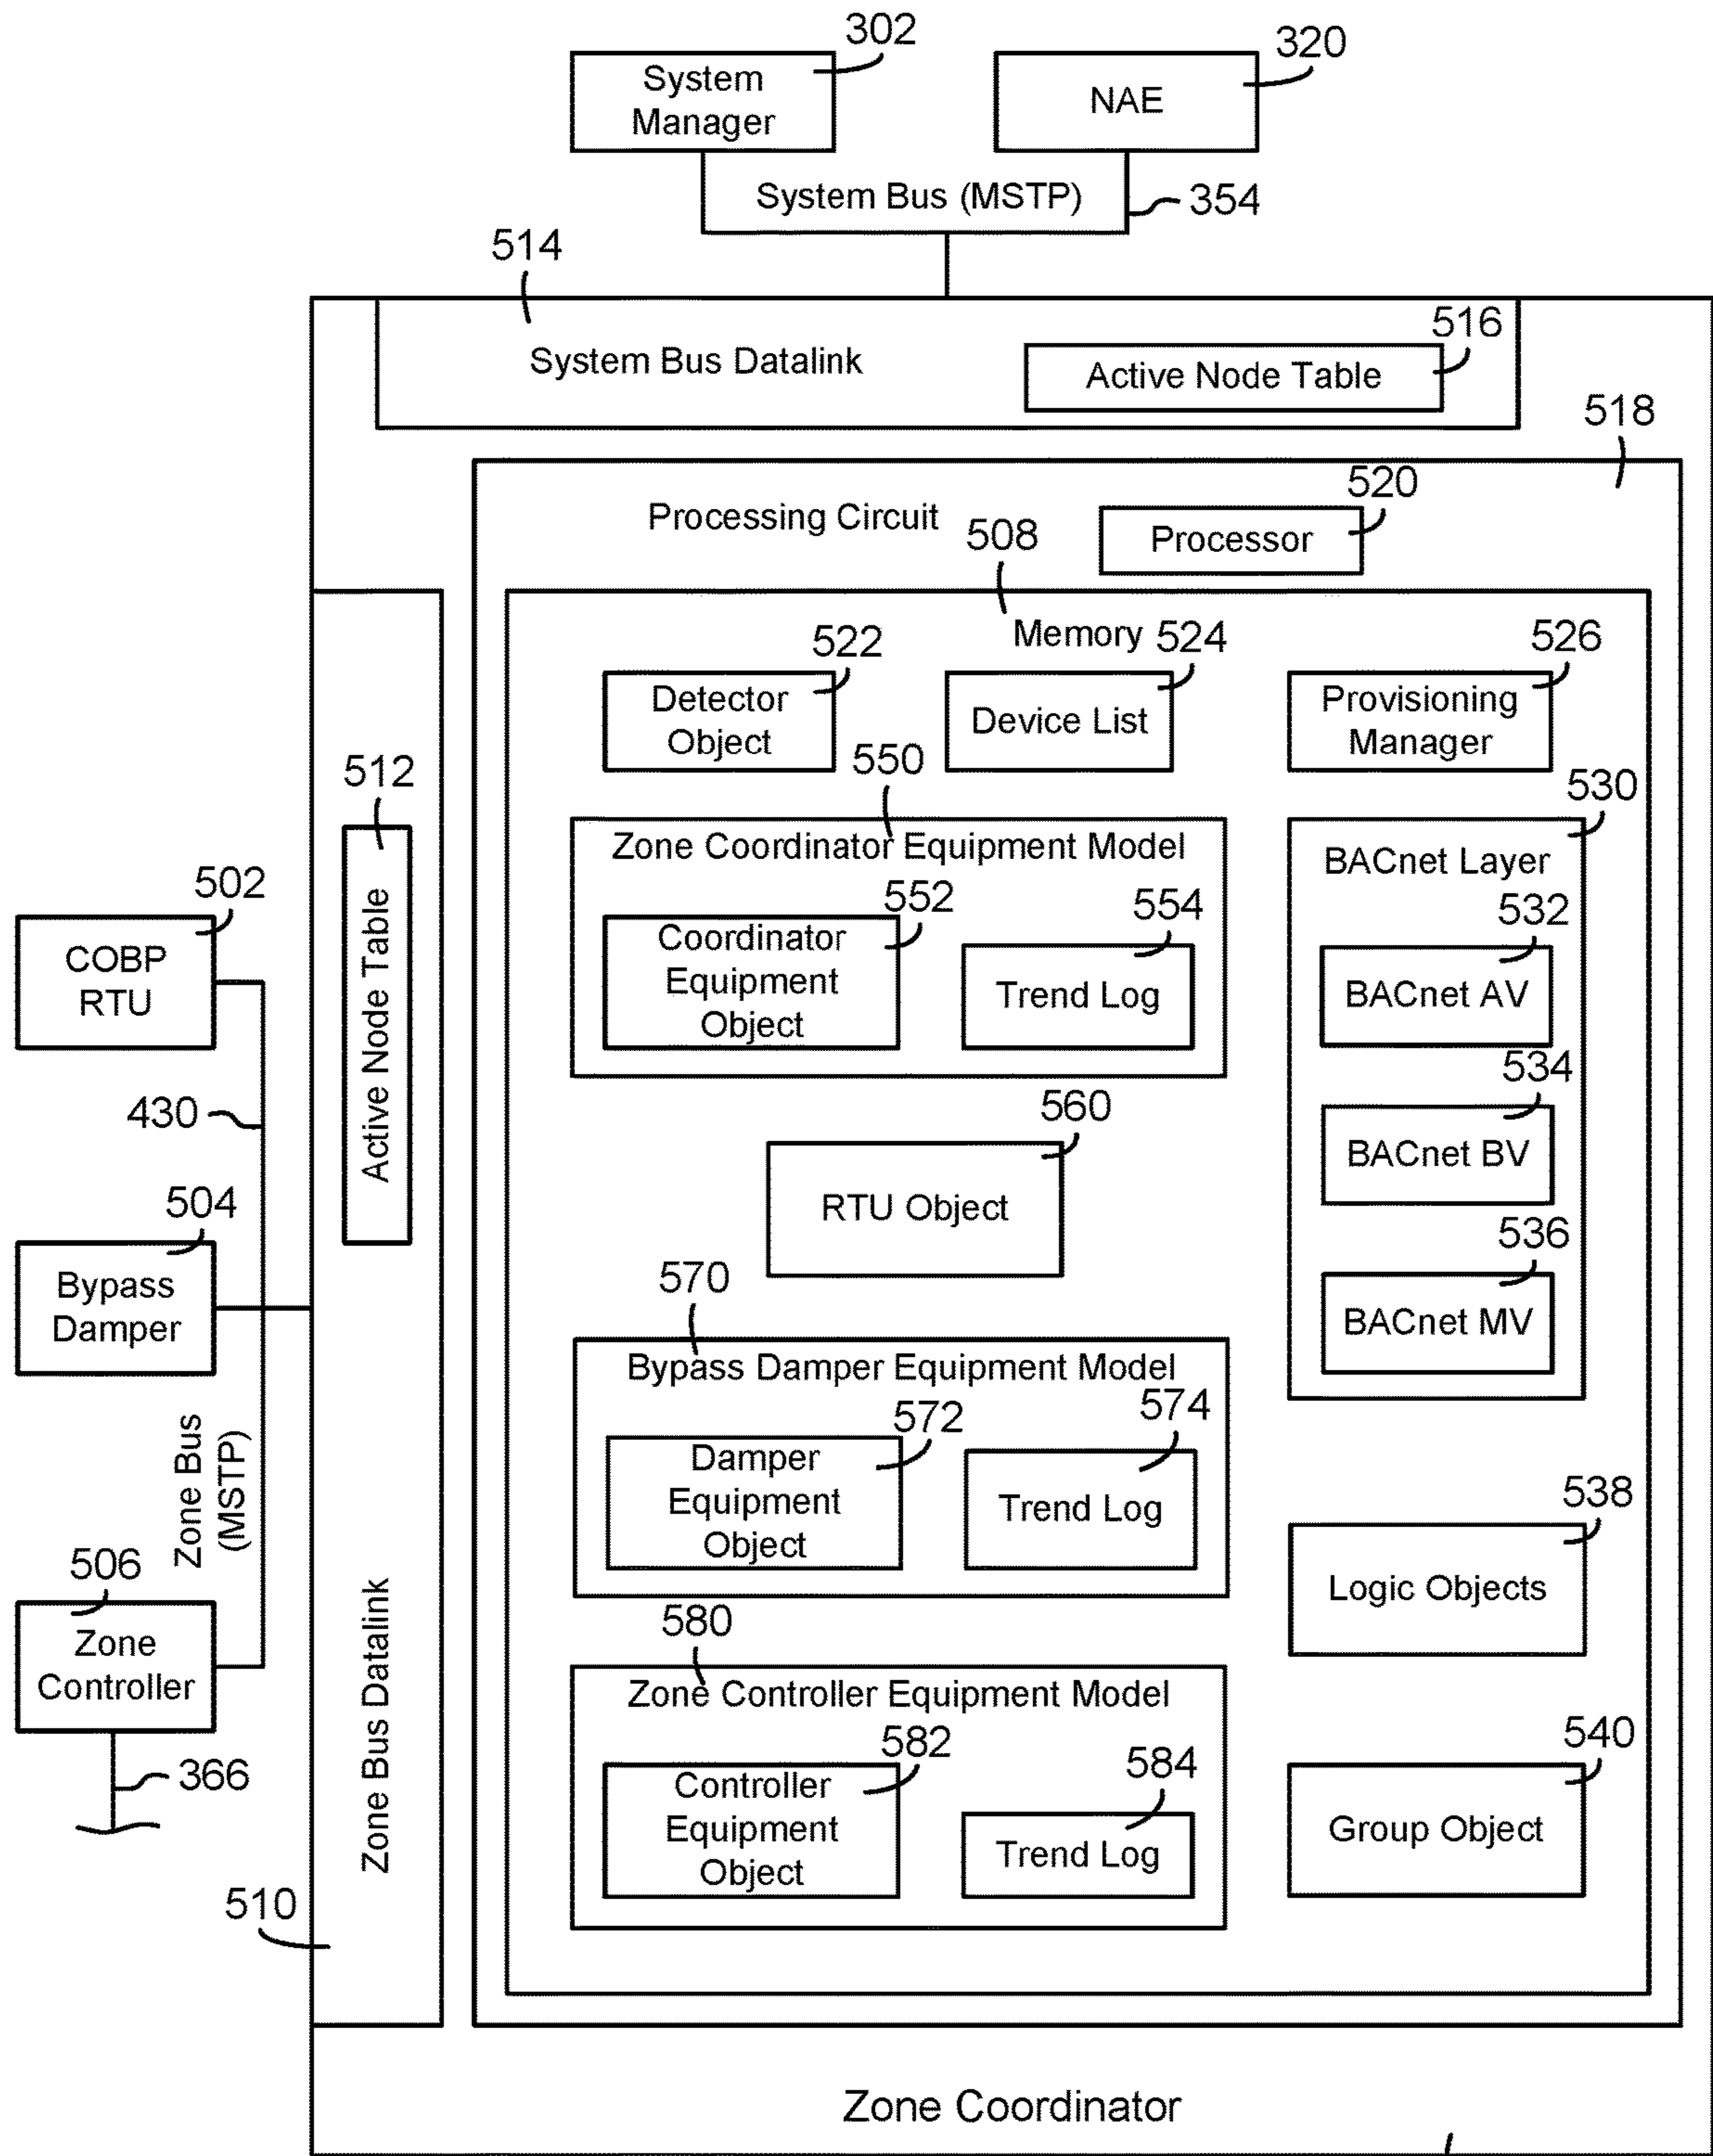 302
320
System
Manager
NAE
System Bus (MSTP)
354
514
516
System Bus Datalink
Active Node Table
518
520
Processing Circuit
Processor
508
Memory
522
524
526
Detector
Object
Device List
Provisioning
Manager
512
550
530
Zone Coordinator Equipment Model
BACnet Layer
502
552
554
532
COBP
RTU
Active Node Table
Coordinator
Equipment
Object
Trend Log
BACnet AV
430
534
560
BACnet BV
RTU Object
504
536
Bypass
Damper
570
BACnet MV
Bypass Damper Equipment Model
572
574
Zone Bus
(MSTP)
Damper
Equipment
Object
Trend Log
538
506
Logic Objects
Zone
Controller
Zone Bus Datalink
580
Zone Controller Equipment Model
366
582
584
540
Controller
Equipment
Object
Trend Log
Group Object
510
Zone Coordinator